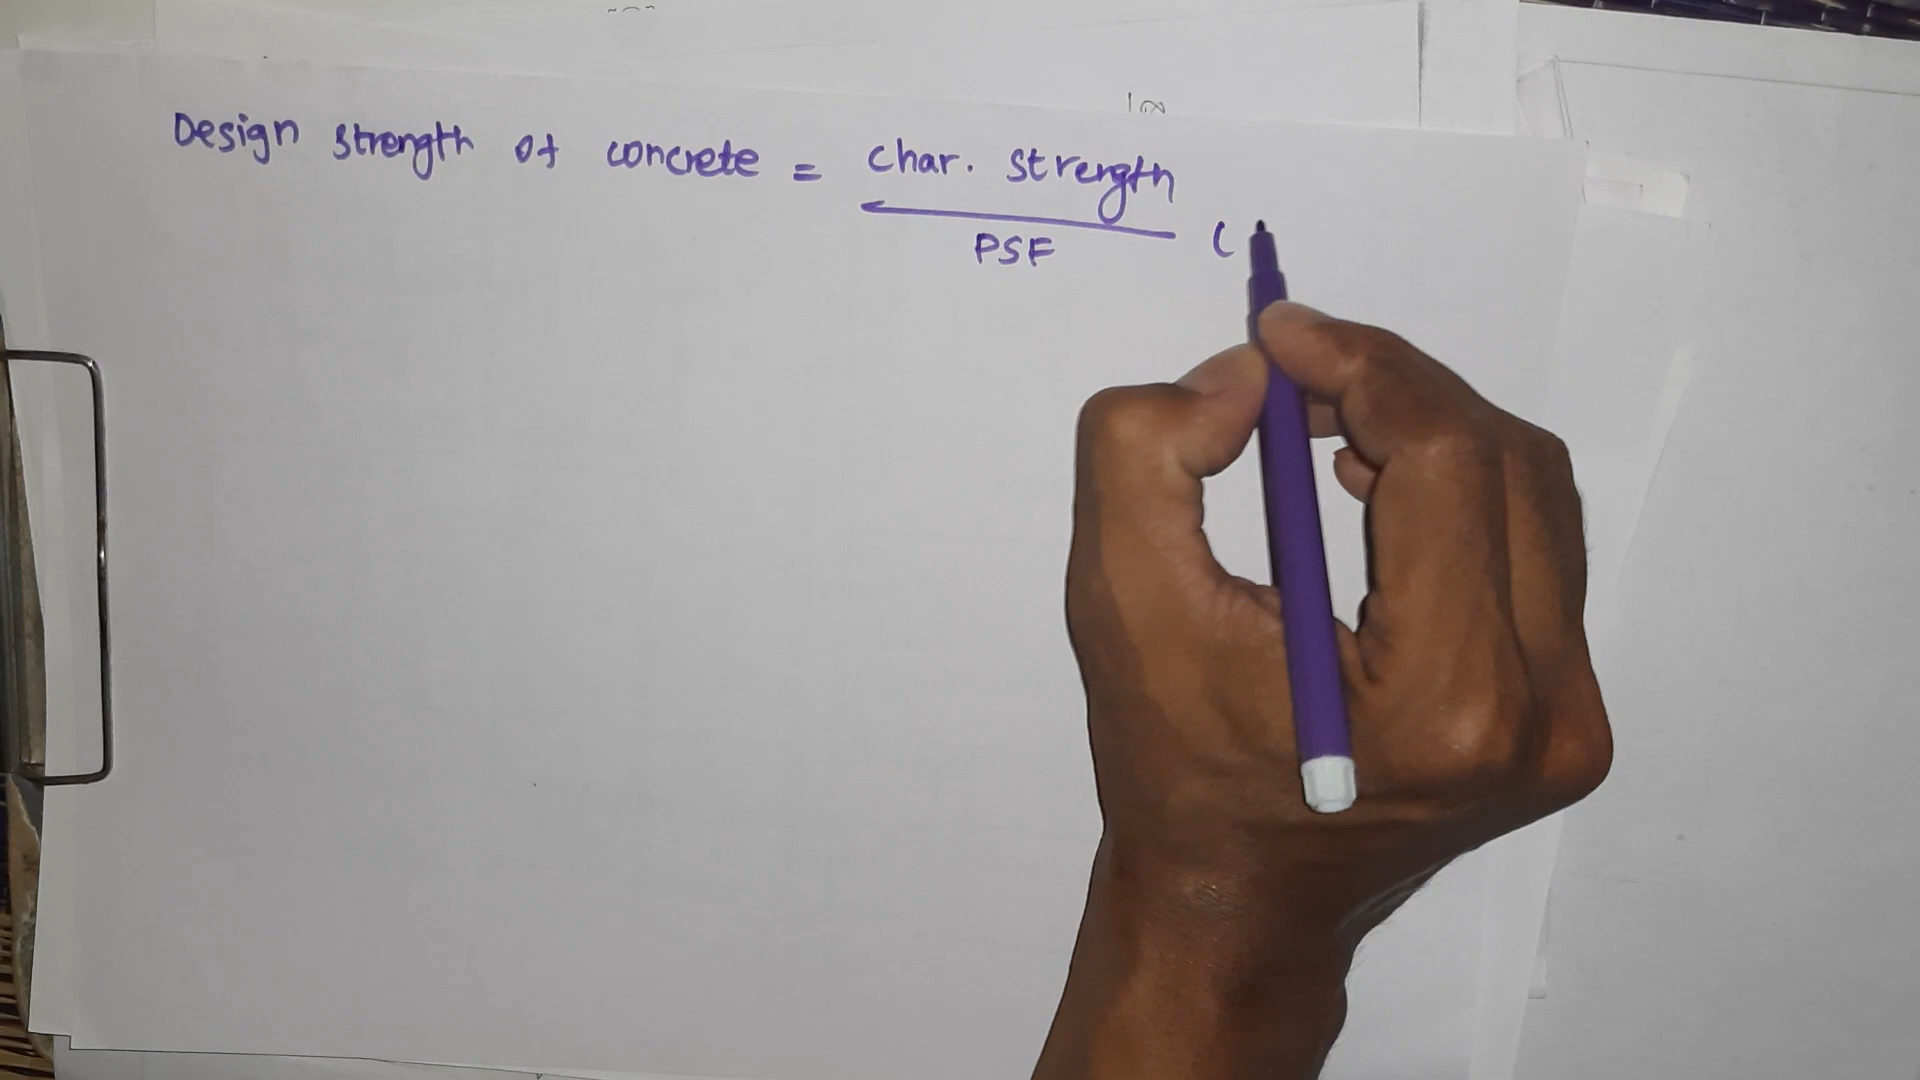 Design strength of concrete = char. strength
PSF (